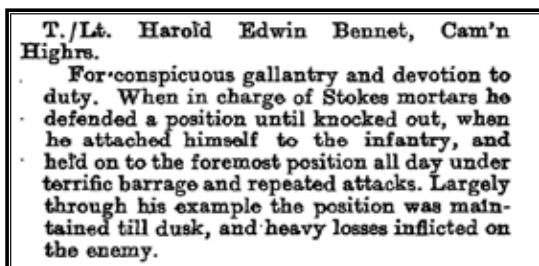 T./Lt. Harold Edwin Bennet, Cam'n
Highrs.
For conspicuous gallantry and devotion to
duty. When in charge of Stokes mortars he
defended a position until knocked out, when
he attached himself to the infantry, and
held on to the foremost position all day under
terrific barrage and repeated attacks. Largely
through his example the position was main-
tained till dusk, and heavy losses inflicted on
the enemy.